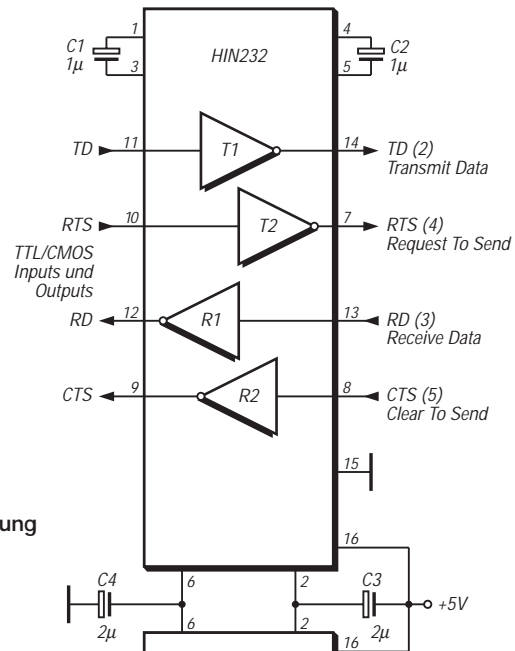 1
4
C1
HIN232
C2
1µ
3
5
1µ
TD
11
T1
14
TD (2)
Transmit Data
RTS
10
T2
7
RTS (4)
Request To Send
TTL/CMOS
Inputs und
Outputs
RD
12
R1
13
RD (3)
Receive Data
CTS
9
R2
8
CTS (5)
Clear To Send
15
ung
16
C4
6
2
C3
+5V
2µ
6
2
2µ
16